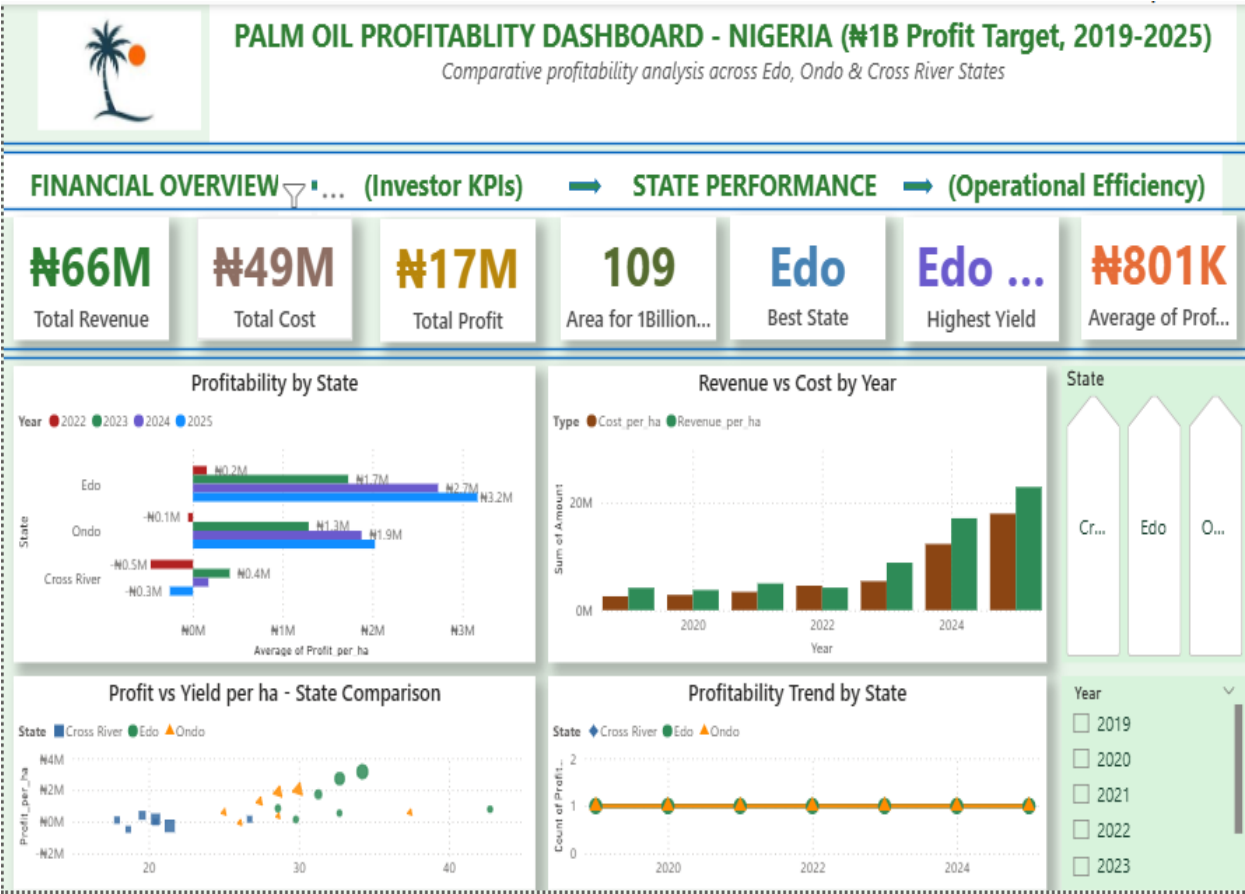 PALM OIL PROFITABLITY DASHBOARD - NIGERIA (₦1B Profit Target, 2019-2025)
Comparative profitability analysis across Edo, Ondo & Cross River States
FINANCIAL OVERVIEW ... (Investor KPIs) STATE PERFORMANCE (Operational Efficiency)
₦66M
Total Revenue
₦49M
Total Cost
₦17M
Total Profit
109
Area for 1Billion...
Edo
Best State
Edo ...
Highest Yield
₦801K
Average of Prof...
Profitability by State
Year 2022 2023 2024 2025
State
Edo
Ondo
Cross River
₦0.2M
₦1.7M
₦2.7M
₦3.2M
-₦0.1M
₦1.3M
₦1.9M
-₦0.5M
₦0.4M
-₦0.3M
₦0M ₦1M ₦2M ₦3M
Average of Profit_per_ha
Revenue vs Cost by Year
Type Cost_per_ha Revenue_per_ha
Sum of Amount
20M
0M
2020 2022 2024
Year
State
Cr... Edo O...
Profit vs Yield per ha - State Comparison
State Cross River Edo Ondo
Profit_per_ha
₦4M
₦2M
₦0M
-₦2M
20 30 40
Profitability Trend by State
State Cross River Edo Ondo
Count of Profit...
2
1
0
2020 2022 2024
Year
2019
2020
2021
2022
2023